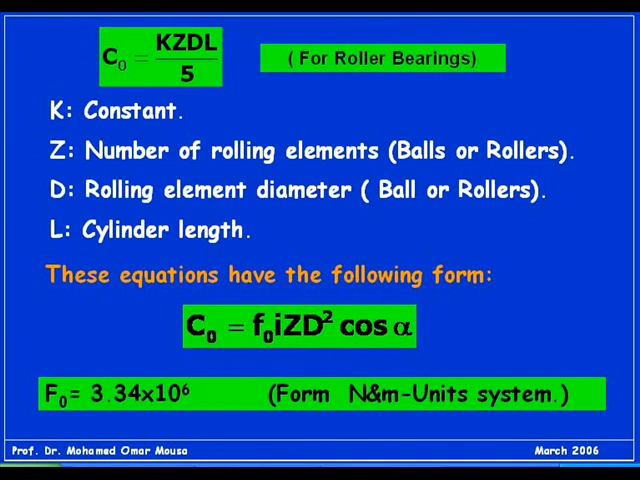 C₀ = KZDL / 5 ( For Roller Bearings)
K: Constant.
Z: Number of rolling elements (Balls or Rollers).
D: Rolling element diameter ( Ball or Rollers).
L: Cylinder length.
These equations have the following form:
C₀ = f₀iZD² cos α
F₀= 3.34x10⁶ (Form N&m-Units system.)
Prof. Dr. Mohamed Omar Mousa March 2006